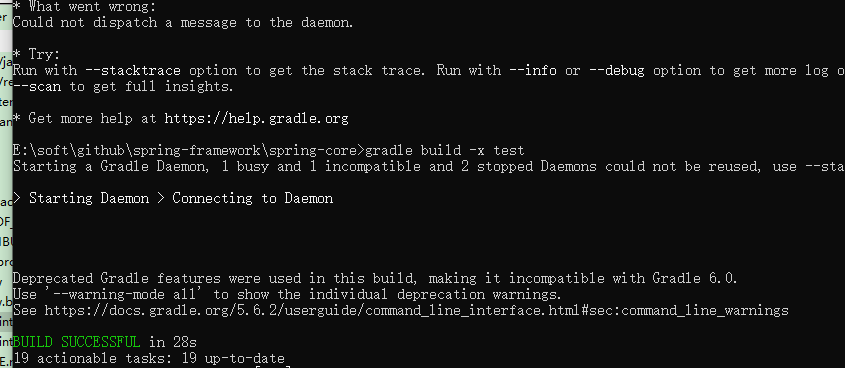 * What went wrong:
Could not dispatch a message to the daemon.
* Try:
Run with --stacktrace option to get the stack trace. Run with --info or --debug option to get more log o
--scan to get full insights.
* Get more help at https://help.gradle.org
E:\soft\github\spring-framework\spring-core>gradle build -x test
Starting a Gradle Daemon, 1 busy and 1 incompatible and 2 stopped Daemons could not be reused, use --sta
> Starting Daemon > Connecting to Daemon
Deprecated Gradle features were used in this build, making it incompatible with Gradle 6.0.
Use '--warning-mode all' to show the individual deprecation warnings.
See https://docs.gradle.org/5.6.2/userguide/command_line_interface.html#sec:command_line_warnings
BUILD SUCCESSFUL in 28s
19 actionable tasks: 19 up-to-date